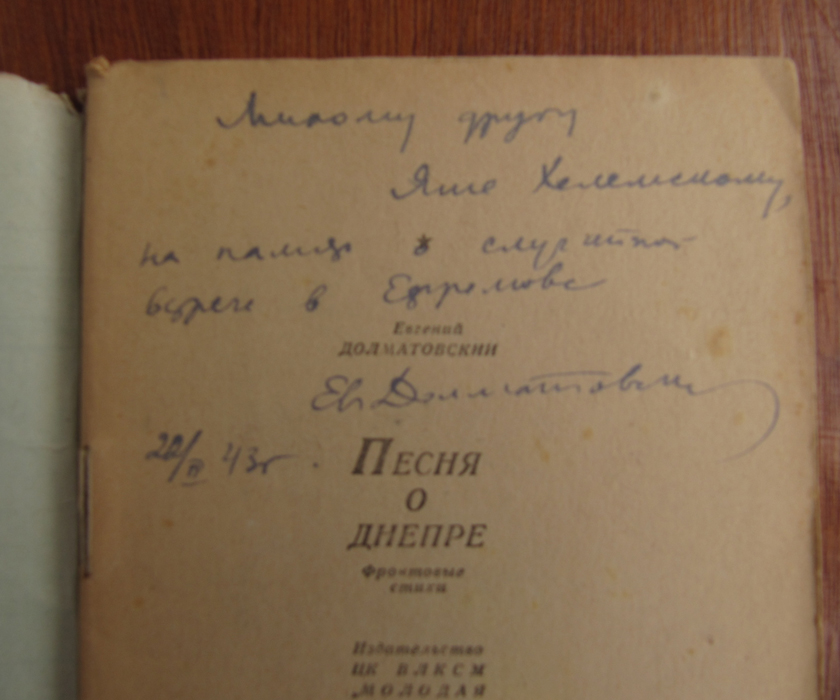 Милому другу
Яше Хелемскому,
на память о случайной
встрече в Ефремове
Евгений
ДОЛМАТОВСКИЙ
Ев Долматовский
43г.
ПЕСНЯ
О
ДНЕПРЕ
Фронтовые
стихи
Издательство
ЦК ВЛКСМ
„МОЛОДАЯ